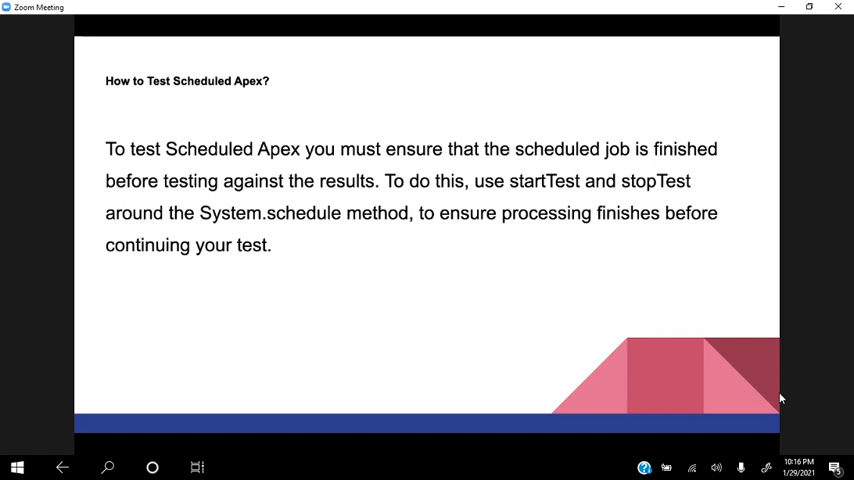 Zoom Meeting
How to Test Scheduled Apex?
To test Scheduled Apex you must ensure that the scheduled job is finished
before testing against the results. To do this, use startTest and stopTest
around the System.schedule method, to ensure processing finishes before
continuing your test.
10:16 PM
1/29/2021
5